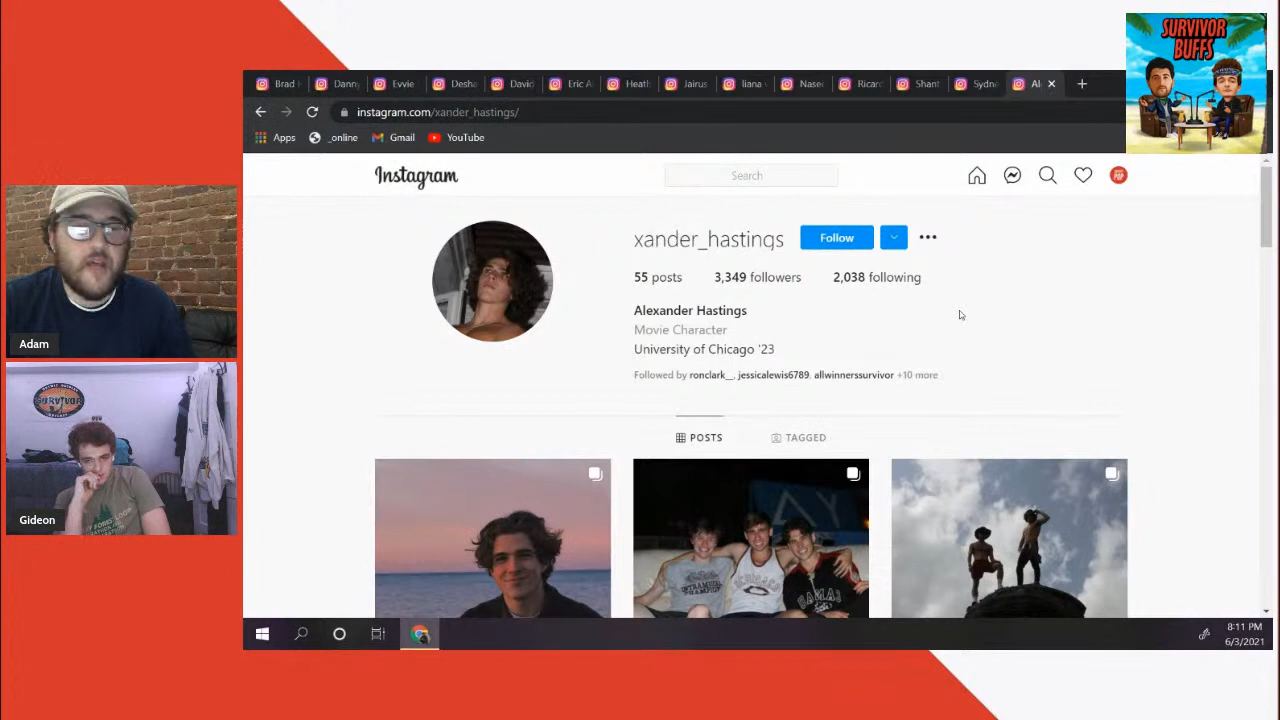 SURVIVOR
BUFFS
Brad
Danny
Evvie
Desha
David
Eric A
Heath
Jairus
liana
Nasee
Ricard
Shant
Sydne
Al
instagram.com/xander_hastings/
Apps
_online
Gmail
YouTube
Instagram
Search
xander_hastings
Follow
55 posts 3,349 followers 2,038 following
Alexander Hastings
Movie Character
University of Chicago '23
Followed by ronclark__, jessicalewis6789, allwinnerssurvivor +10 more
POSTS
TAGGED
Adam
SURVIVOR
Gideon
CHICAGO
8:11 PM
6/3/2021